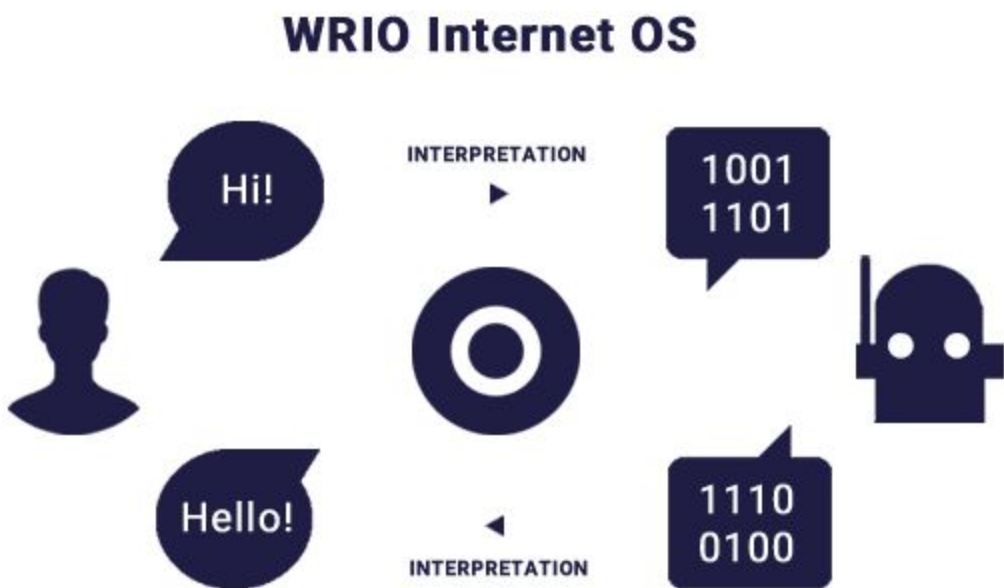 WRIO Internet OS
Hi!
INTERPRETATION
1001
1101
Hello!
INTERPRETATION
1110
0100